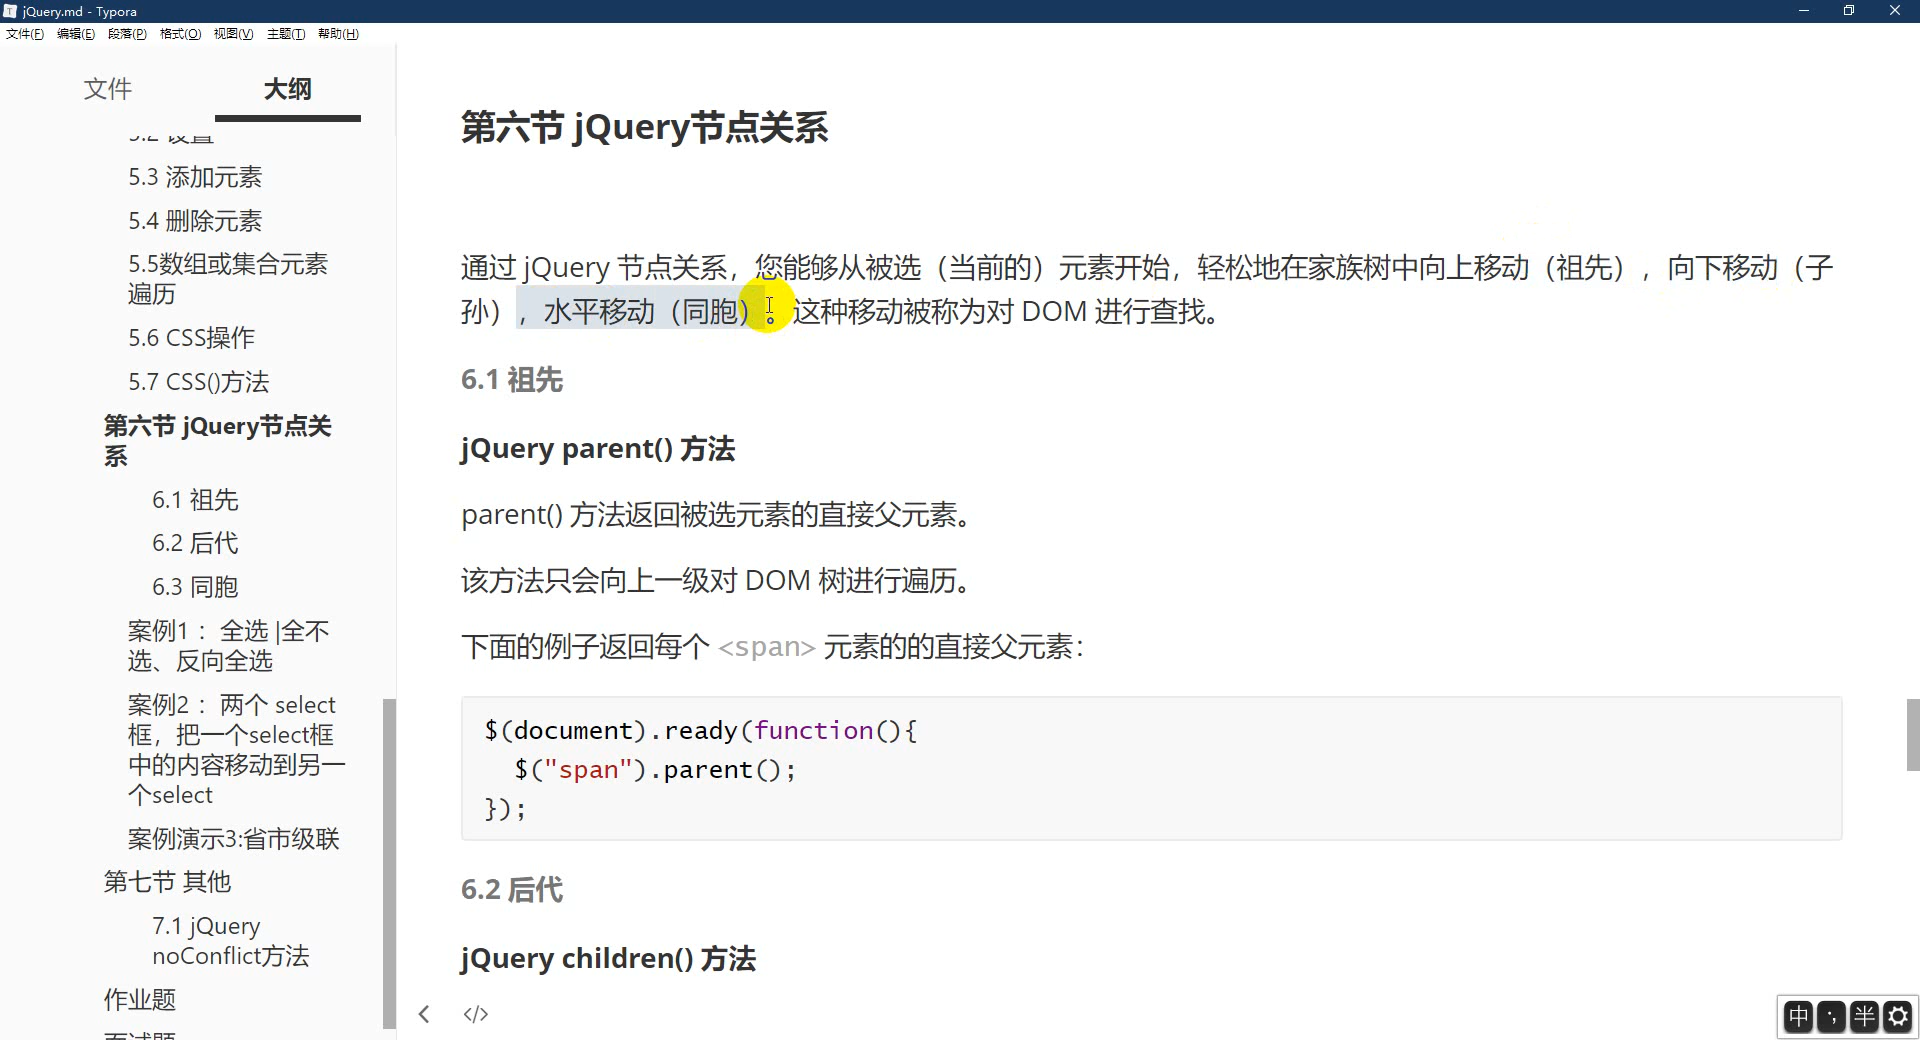 jQuery.md - Typora
文件(F) 编辑(E) 段落(P) 格式(O) 视图(V) 主题(T) 帮助(H)
文件 大纲
5.2 设置
5.3 添加元素
5.4 删除元素
5.5数组或集合元素
遍历
5.6 CSS操作
5.7 CSS()方法
第六节 jQuery节点关
系
6.1 祖先
6.2 后代
6.3 同胞
案例1 ：全选 |全不
选、反向全选
案例2 ：两个 select
框，把一个select框
中的内容移动到另一
个select
案例演示3:省市级联
第七节 其他
7.1 jQuery
noConflict方法
作业题
面试题
第六节 jQuery节点关系
通过 jQuery 节点关系，您能够从被选（当前的）元素开始，轻松地在家族树中向上移动（祖先），向下移动（子
孙），水平移动（同胞）。这种移动被称为对 DOM 进行查找。
6.1 祖先
jQuery parent() 方法
parent() 方法返回被选元素的直接父元素。
该方法只会向上一级对 DOM 树进行遍历。
下面的例子返回每个 <span> 元素的的直接父元素：
$(document).ready(function(){
  $("span").parent();
});
6.2 后代
jQuery children() 方法
</>
中 ·, 半